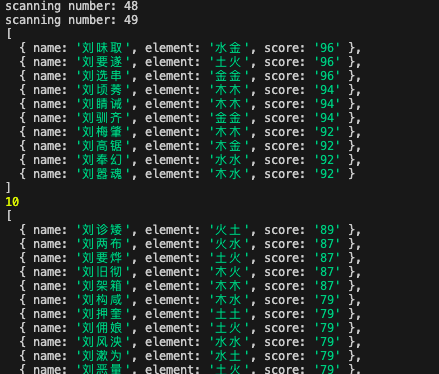 scanning number: 48
scanning number: 49
[
  { name: '刘味取', element: '水金', score: '96' },
  { name: '刘要遂', element: '土火', score: '96' },
  { name: '刘选串', element: '金金', score: '96' },
  { name: '刘顷莠', element: '木木', score: '94' },
  { name: '刘睛诫', element: '木木', score: '94' },
  { name: '刘驯齐', element: '金金', score: '94' },
  { name: '刘梅肇', element: '木木', score: '92' },
  { name: '刘高锯', element: '木金', score: '92' },
  { name: '刘奉幻', element: '水水', score: '92' },
  { name: '刘嚣魂', element: '木水', score: '92' }
]
10
[
  { name: '刘诊矮', element: '火土', score: '89' },
  { name: '刘两布', element: '火水', score: '87' },
  { name: '刘要烨', element: '土火', score: '87' },
  { name: '刘旧彻', element: '木火', score: '87' },
  { name: '刘架箱', element: '木木', score: '87' },
  { name: '刘构咸', element: '木水', score: '79' },
  { name: '刘押奎', element: '土土', score: '79' },
  { name: '刘佣娘', element: '土火', score: '79' },
  { name: '刘风泱', element: '水水', score: '79' },
  { name: '刘漱为', element: '水土', score: '79' },
  { name: '刘恶量', element: '土火', score: '79' },